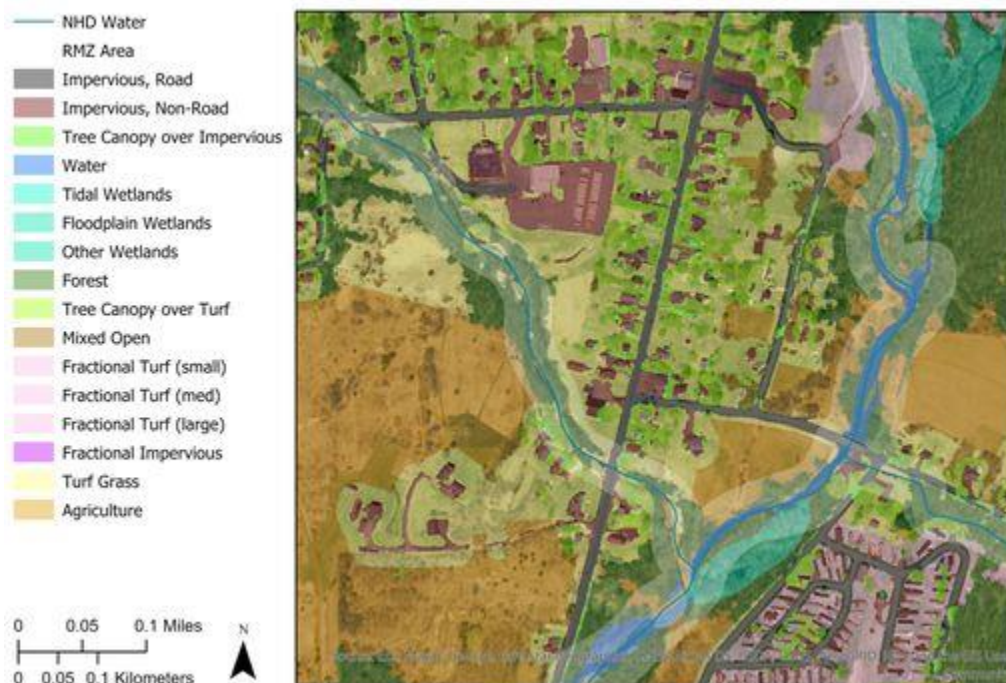 NHD Water
RMZ Area
Impervious, Road
Impervious, Non-Road
Tree Canopy over Impervious
Water
Tidal Wetlands
Floodplain Wetlands
Other Wetlands
Forest
Tree Canopy over Turf
Mixed Open
Fractional Turf (small)
Fractional Turf (med)
Fractional Turf (large)
Fractional Impervious
Turf Grass
Agriculture
0 0.05 0.1 Miles
N
0 0.05 0.1 Kilometers